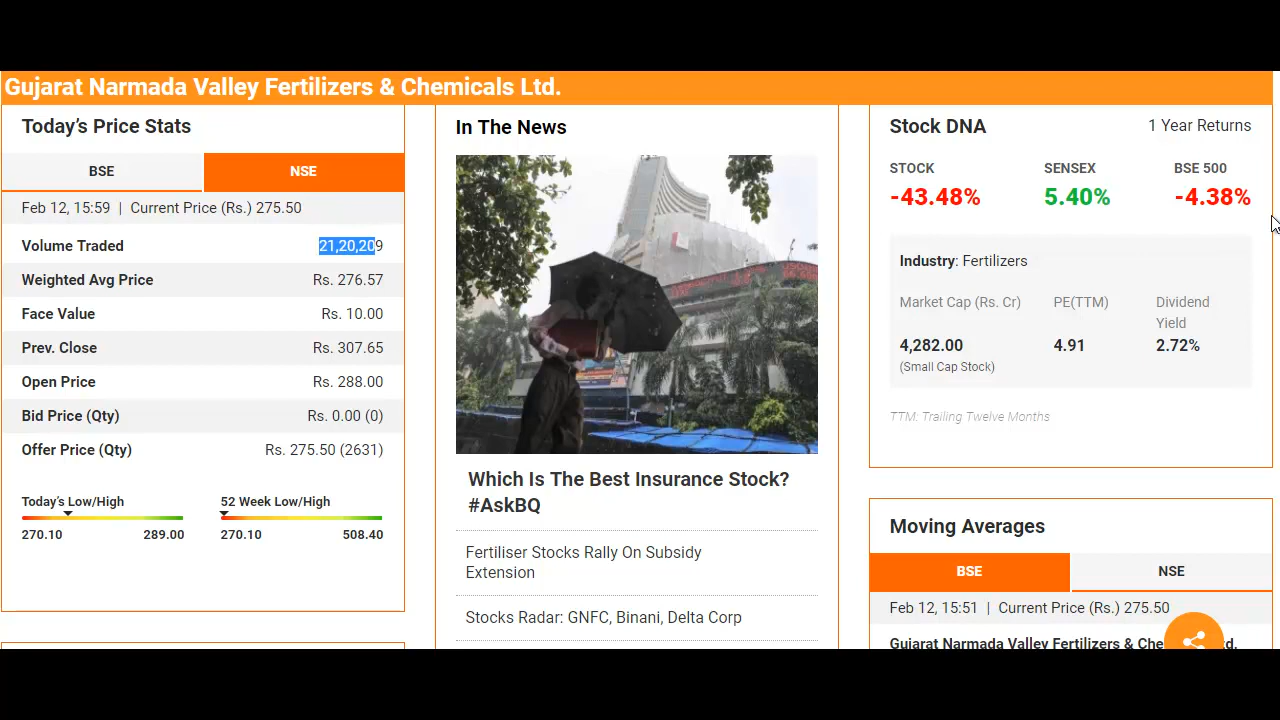 Gujarat Narmada Valley Fertilizers & Chemicals Ltd.
Today's Price Stats
BSE NSE
Feb 12, 15:59 | Current Price (Rs.) 275.50
Volume Traded 21,20,209
Weighted Avg Price Rs. 276.57
Face Value Rs. 10.00
Prev. Close Rs. 307.65
Open Price Rs. 288.00
Bid Price (Qty) Rs. 0.00 (0)
Offer Price (Qty) Rs. 275.50 (2631)
Today's Low/High 52 Week Low/High
270.10 289.00 270.10 508.40
In The News
Which Is The Best Insurance Stock?
#AskBQ
Fertiliser Stocks Rally On Subsidy
Extension
Stocks Radar: GNFC, Binani, Delta Corp
Stock DNA 1 Year Returns
STOCK SENSEX BSE 500
-43.48% 5.40% -4.38%
Industry: Fertilizers
Market Cap (Rs. Cr) PE(TTM) Dividend
Yield
4,282.00 4.91 2.72%
(Small Cap Stock)
TTM: Trailing Twelve Months
Moving Averages
BSE NSE
Feb 12, 15:51 | Current Price (Rs.) 275.50
Gujarat Narmada Valley Fertilizers & Che td.